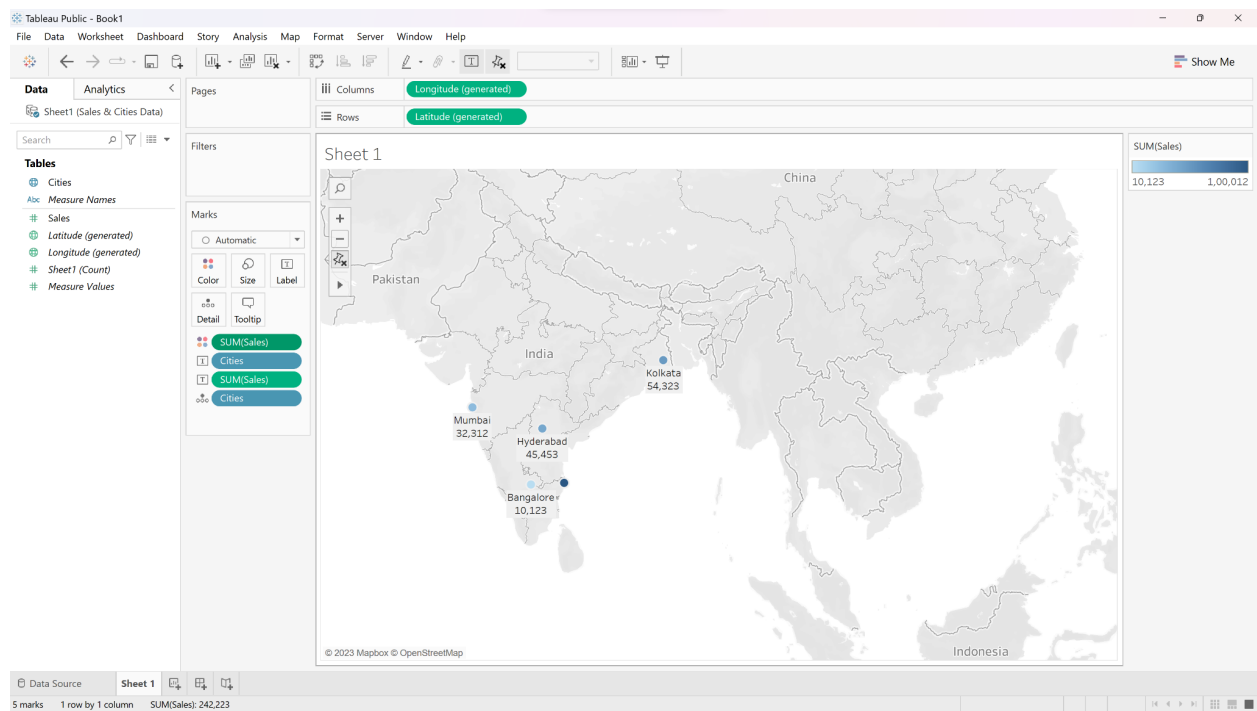 Tableau Public - Book1
File Data Worksheet Dashboard Story Analysis Map Format Server Window Help
Show Me
Data Analytics
Sheet1 (Sales & Cities Data)
Search
Tables
Cities
Abc Measure Names
# Sales
Latitude (generated)
Longitude (generated)
# Sheet1 (Count)
# Measure Values
Pages
Filters
Marks
Automatic
Color Size Label
Detail Tooltip
SUM(Sales)
Cities
SUM(Sales)
Cities
Columns Longitude (generated)
Rows Latitude (generated)
Sheet 1
China
Pakistan
India
Kolkata
54,323
Mumbai
32,312
Hyderabad
45,453
Bangalore
10,123
Indonesia
© 2023 Mapbox © OpenStreetMap
SUM(Sales)
10,123 1,00,012
Data Source Sheet 1
5 marks 1 row by 1 column SUM(Sales): 242,223